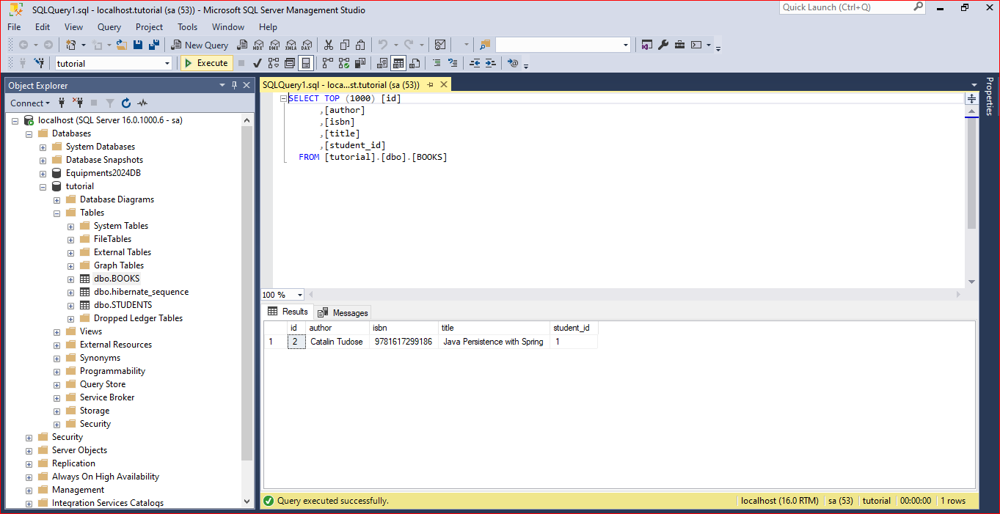 SQLQuery1.sql - localhost.tutorial (sa (53)) - Microsoft SQL Server Management Studio
Quick Launch (Ctrl+Q)
File Edit View Query Project Tools Window Help
New Query MDX DMX XMLA DAX
tutorial Execute
Object Explorer
Connect
localhost (SQL Server 16.0.1000.6 - sa)
Databases
System Databases
Database Snapshots
Equipments2024DB
tutorial
Database Diagrams
Tables
System Tables
FileTables
External Tables
Graph Tables
dbo.BOOKS
dbo.hibernate_sequence
dbo.STUDENTS
Dropped Ledger Tables
Views
External Resources
Synonyms
Programmability
Query Store
Service Broker
Storage
Security
Security
Server Objects
Replication
Always On High Availability
Management
Integration Services Catalogs
SQLQuery1.sql - loca...st.tutorial (sa (53))
SELECT TOP (1000) [id]
,[author]
,[isbn]
,[title]
,[student_id]
FROM [tutorial].[dbo].[BOOKS]
100 %
Results Messages
id author isbn title student_id
1 2 Catalin Tudose 9781617299186 Java Persistence with Spring 1
Query executed successfully. localhost (16.0 RTM) sa (53) tutorial 00:00:00 1 rows
Properties